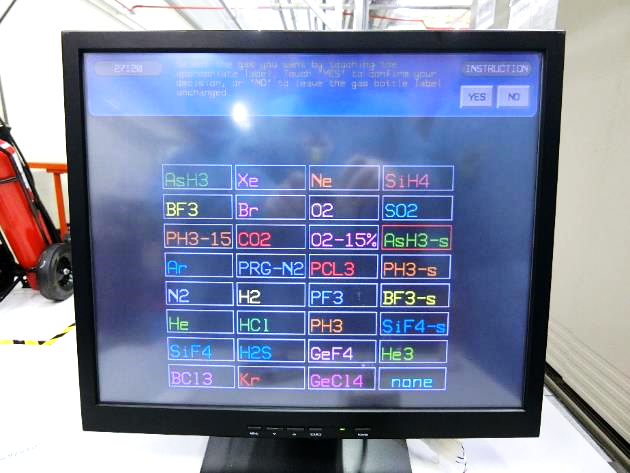 27120
Select the gas you want by touching the
appropriate label. Touch "YES" to confirm your
decision, or "NO" to leave the gas bottle label
unchanged.
INSTRUCTION
YES NO
AsH3 Xe Ne SiH4
BF3 Br O2 SO2
PH3-15 CO2 O2-15% AsH3-s
Ar PRG-N2 PCL3 PH3-s
N2 H2 PF3 BF3-s
He HCl PH3 SiF4-s
SiF4 H2S GeF4 He3
BCl3 Kr GeCl4 none